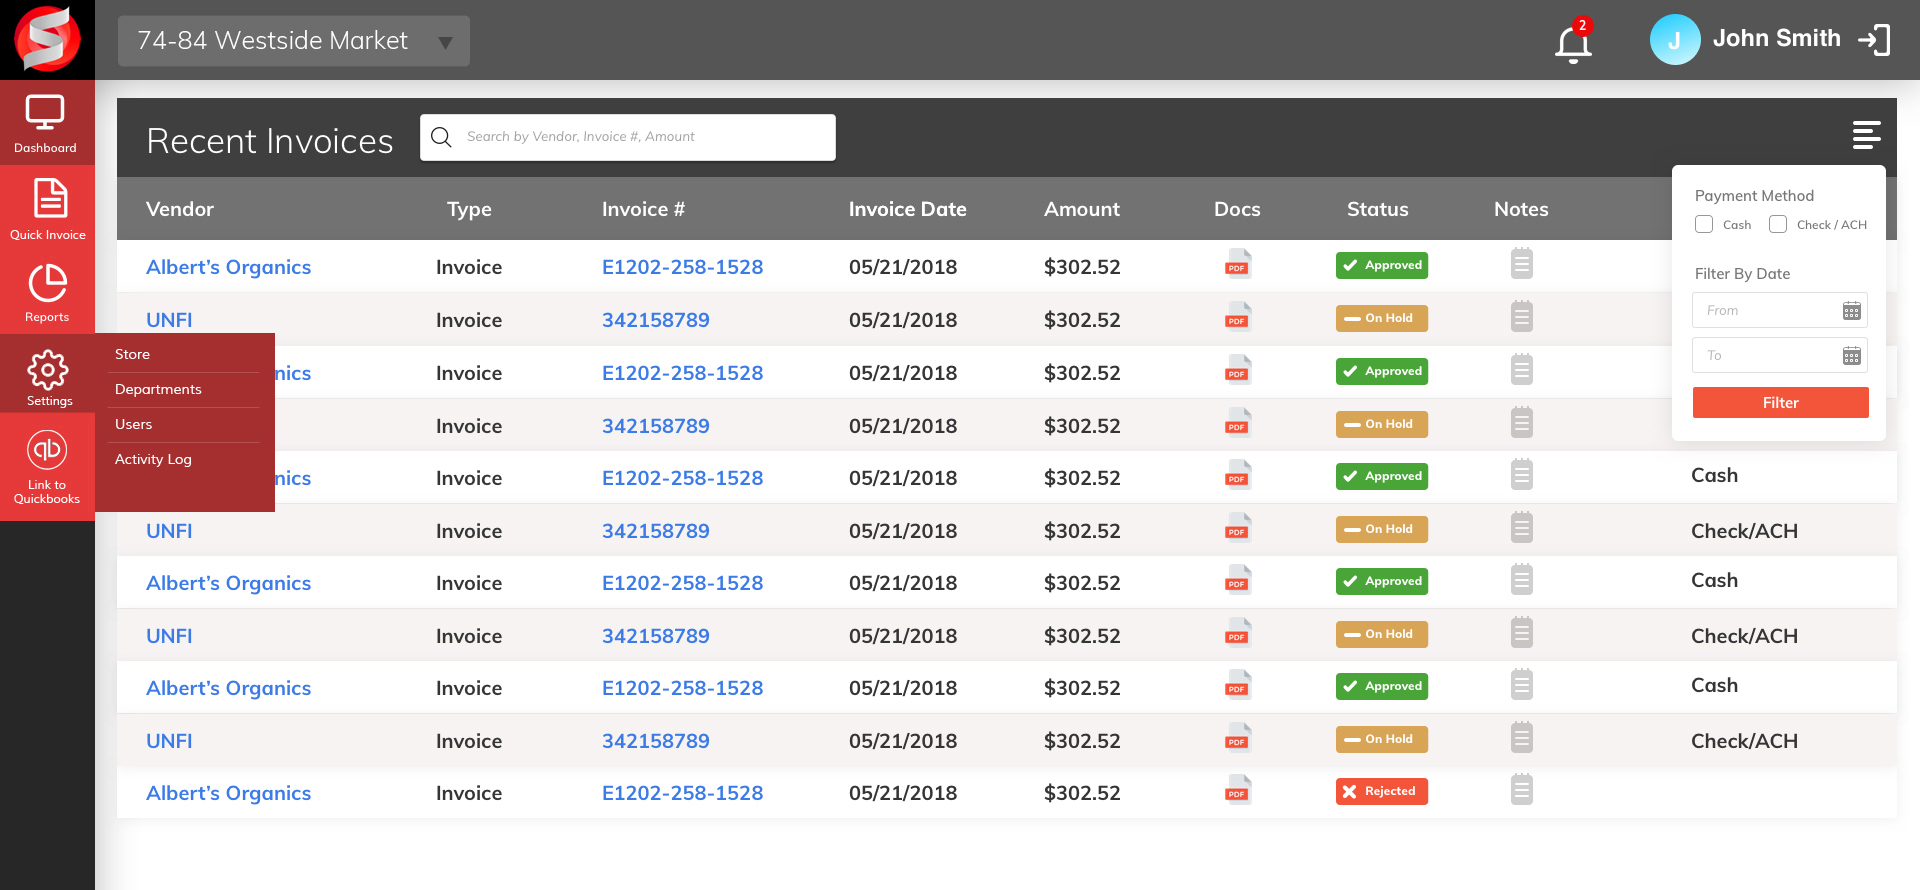 74-84 Westside Market
2
J
John Smith
Dashboard
Quick Invoice
Reports
Settings
Link to
Quickbooks
Store
Departments
Users
Activity Log
Recent Invoices
Search by Vendor, Invoice #, Amount
Vendor Type Invoice # Invoice Date Amount Docs Status Notes
Albert's Organics Invoice E1202-258-1528 05/21/2018 $302.52 PDF Approved
UNFI Invoice 342158789 05/21/2018 $302.52 PDF On Hold
nics Invoice E1202-258-1528 05/21/2018 $302.52 PDF Approved
Invoice 342158789 05/21/2018 $302.52 PDF On Hold
nics Invoice E1202-258-1528 05/21/2018 $302.52 PDF Approved Cash
UNFI Invoice 342158789 05/21/2018 $302.52 PDF On Hold Check/ACH
Albert's Organics Invoice E1202-258-1528 05/21/2018 $302.52 PDF Approved Cash
UNFI Invoice 342158789 05/21/2018 $302.52 PDF On Hold Check/ACH
Albert's Organics Invoice E1202-258-1528 05/21/2018 $302.52 PDF Approved Cash
UNFI Invoice 342158789 05/21/2018 $302.52 PDF On Hold Check/ACH
Albert's Organics Invoice E1202-258-1528 05/21/2018 $302.52 PDF Rejected
Payment Method
Cash Check / ACH
Filter By Date
From
To
Filter